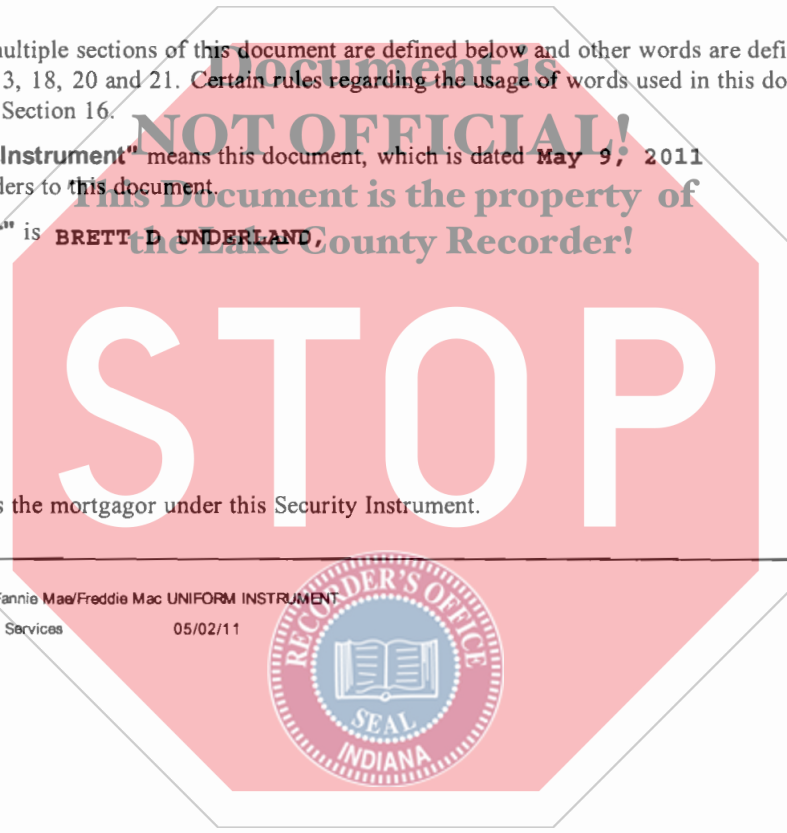 Document is
NOT OFFICIAL!
This Document is the property of
the Lake County Recorder!
STOP
RECORDER'S OFFICE
SEAL
INDIANA
multiple sections of this document are defined below and other words are defi
3, 18, 20 and 21. Certain rules regarding the usage of words used in this do
Section 16.
Instrument" means this document, which is dated May 9, 2011
ders to this document.
" is BRETT D UNDERLAND,
s the mortgagor under this Security Instrument.
annie Mae/Freddie Mac UNIFORM INSTRUMENT
Services 05/02/11